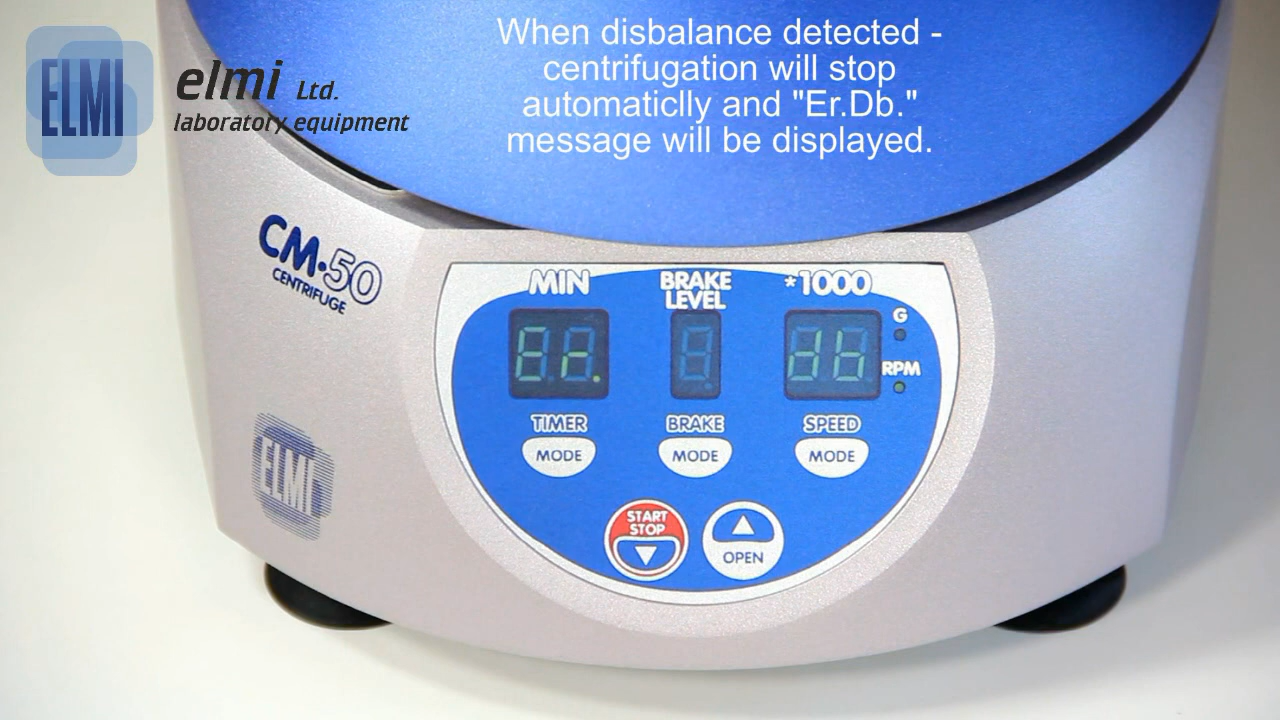 When disbalance detected -
centrifugation will stop
automaticlly and "Er.Db."
message will be displayed.
ELMI
elmi Ltd.
laboratory equipment
CM-50
CENTRIFUGE
MIN
BRAKE
LEVEL
*1000
G
RPM
Er.
db
TIMER
BRAKE
SPEED
MODE
MODE
MODE
START
STOP
OPEN
ELMI